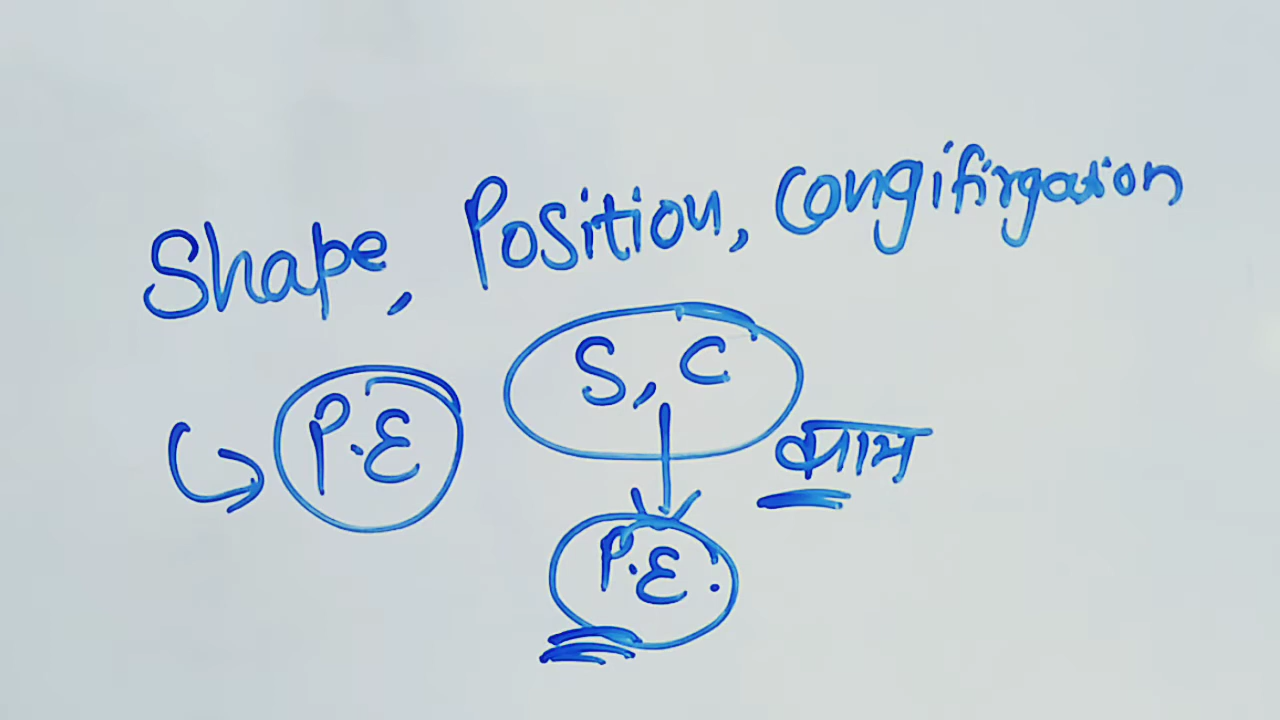 Shape, Position, Congifirgation
P.E
S, C
P.E.